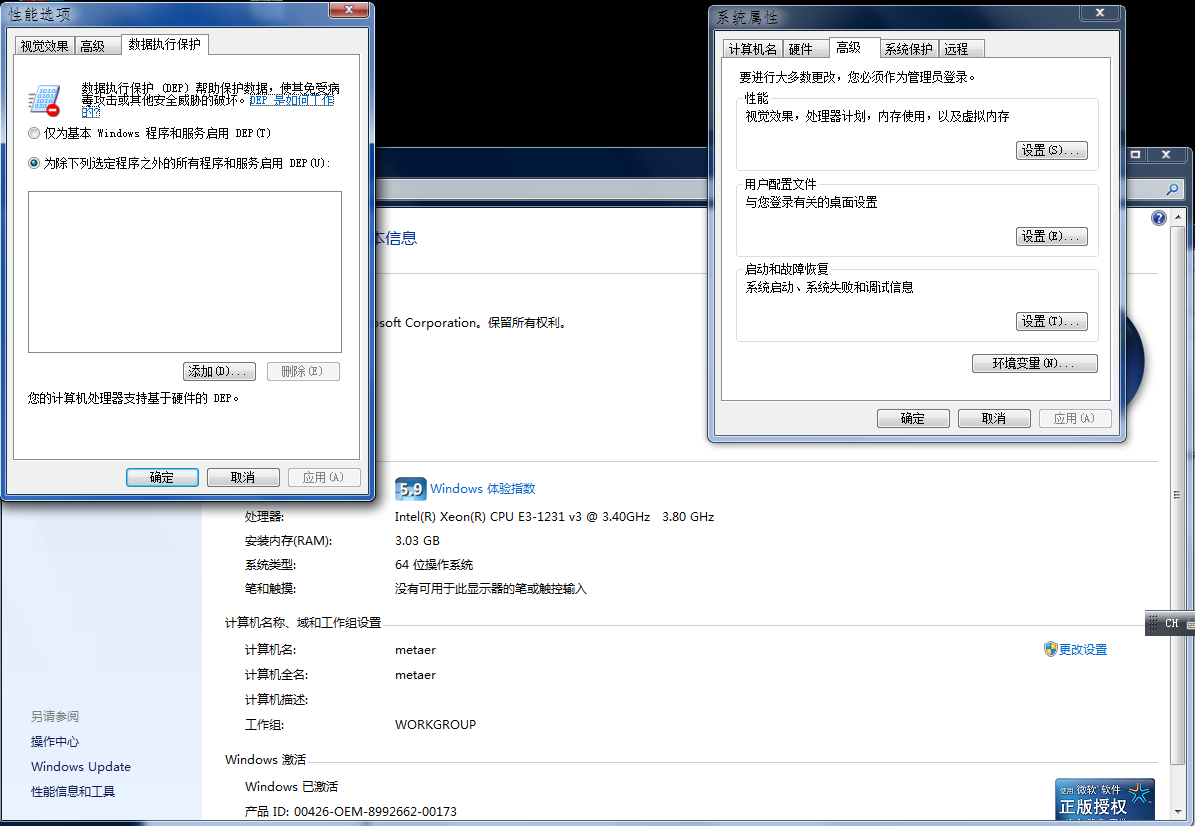 性能选项
视觉效果 高级 数据执行保护
数据执行保护 (DEP) 帮助保护数据，使其免受病
毒攻击或其他安全威胁的破坏。DEP 是如何工作
的?
仅为基本 Windows 程序和服务启用 DEP(T)
为除下列选定程序之外的所有程序和服务启用 DEP(U):
添加(D)... 删除(E)
您的计算机处理器支持基于硬件的 DEP。
确定 取消 应用(A)
系统属性
计算机名 硬件 高级 系统保护 远程
要进行大多数更改，您必须作为管理员登录。
性能
视觉效果，处理器计划，内存使用，以及虚拟内存
设置(S)...
用户配置文件
与您登录有关的桌面设置
设置(E)...
启动和故障恢复
系统启动、系统失败和调试信息
设置(T)...
环境变量(N)...
确定 取消 应用(A)
本信息
osoft Corporation。保留所有权利。
5.9 Windows 体验指数
处理器: Intel(R) Xeon(R) CPU E3-1231 v3 @ 3.40GHz 3.80 GHz
安装内存(RAM): 3.03 GB
系统类型: 64 位操作系统
笔和触摸: 没有可用于此显示器的笔或触控输入
计算机名称、域和工作组设置
计算机名: metaer
更改设置
计算机全名: metaer
计算机描述:
工作组: WORKGROUP
Windows 激活
Windows 已激活
产品 ID: 00426-OEM-8992662-00173
另请参阅
操作中心
Windows Update
性能信息和工具
CH
使用 微软 软件
正版授权